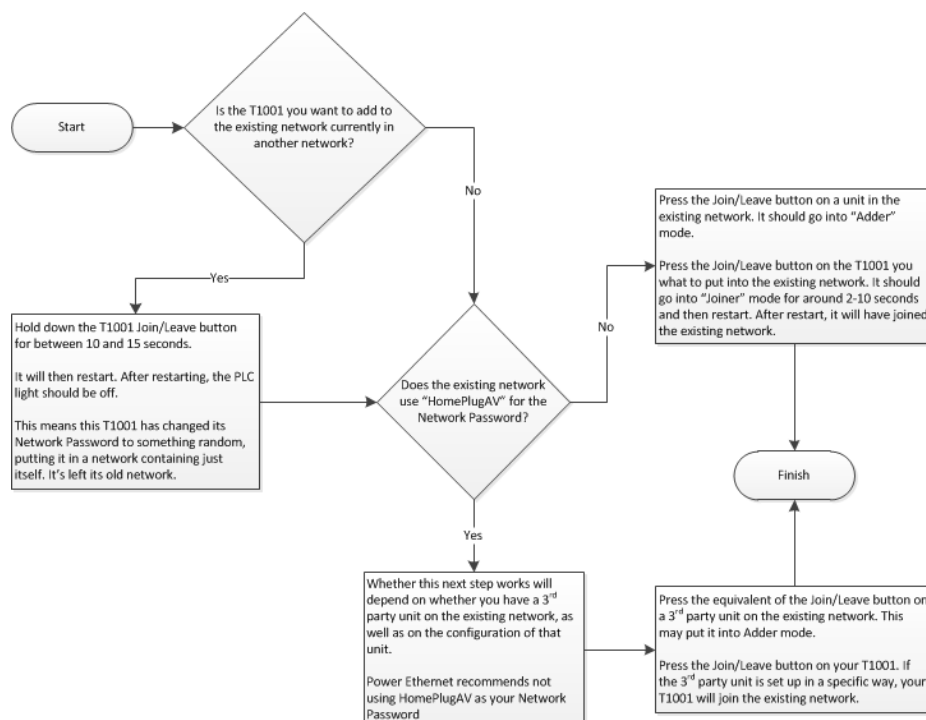 Start
Is the T1001 you want to add to
the existing network currently in
another network?
No
Yes
Hold down the T1001 Join/Leave button
for between 10 and 15 seconds.
It will then restart. After restarting, the PLC
light should be off.
This means this T1001 has changed its
Network Password to something random,
putting it in a network containing just
itself. It's left its old network.
Does the existing network
use "HomePlugAV" for the
Network Password?
No
Press the Join/Leave button on a unit in the
existing network. It should go into "Adder"
mode.
Press the Join/Leave button on the T1001 you
what to put into the existing network. It should
go into "Joiner" mode for around 2-10 seconds
and then restart. After restart, it will have joined
the existing network.
Finish
Yes
Whether this next step works will
depend on whether you have a 3rd
party unit on the existing network, as
well as on the configuration of that
unit.
Power Ethernet recommends not
using HomePlugAV as your Network
Password
Press the equivalent of the Join/Leave button on
a 3rd party unit on the existing network. This
may put it into Adder mode.
Press the Join/Leave button on your T1001. If
the 3rd party unit is set up in a specific way, your
T1001 will join the existing network.